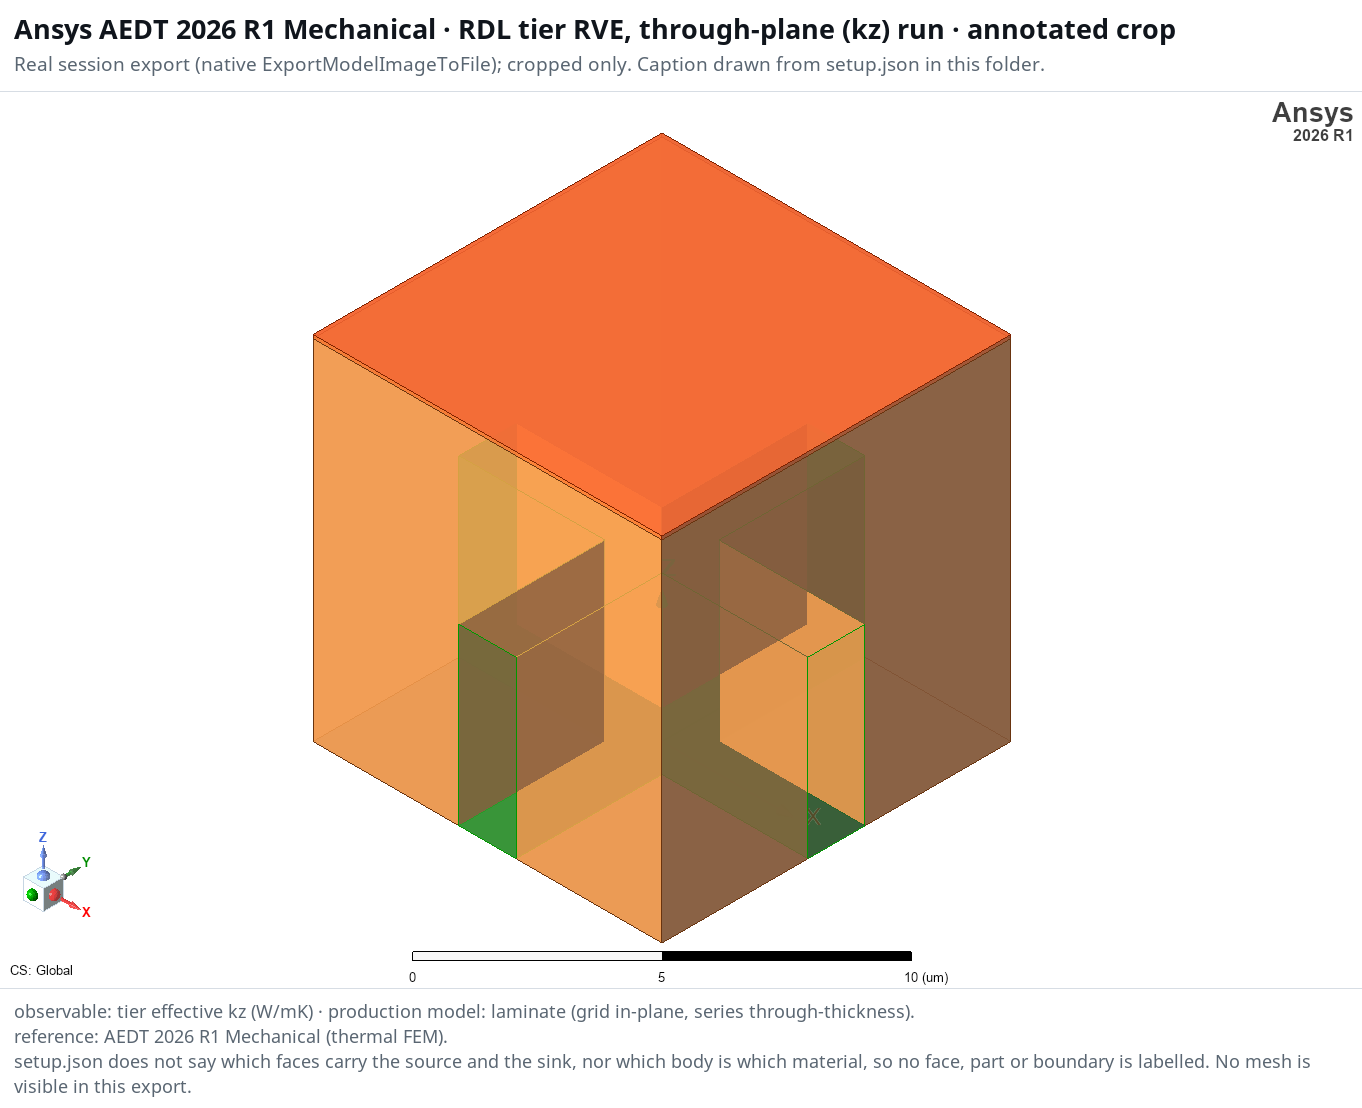 Ansys AEDT 2026 R1 Mechanical · RDL tier RVE, through-plane (kz) run · annotated crop
Real session export (native ExportModelImageToFile); cropped only. Caption drawn from setup.json in this folder.
Ansys
2026 R1
X
Z
Y
X
CS: Global
0 5 10 (um)
observable: tier effective kz (W/mK) · production model: laminate (grid in-plane, series through-thickness).
reference: AEDT 2026 R1 Mechanical (thermal FEM).
setup.json does not say which faces carry the source and the sink, nor which body is which material, so no face, part or boundary is labelled. No mesh is
visible in this export.